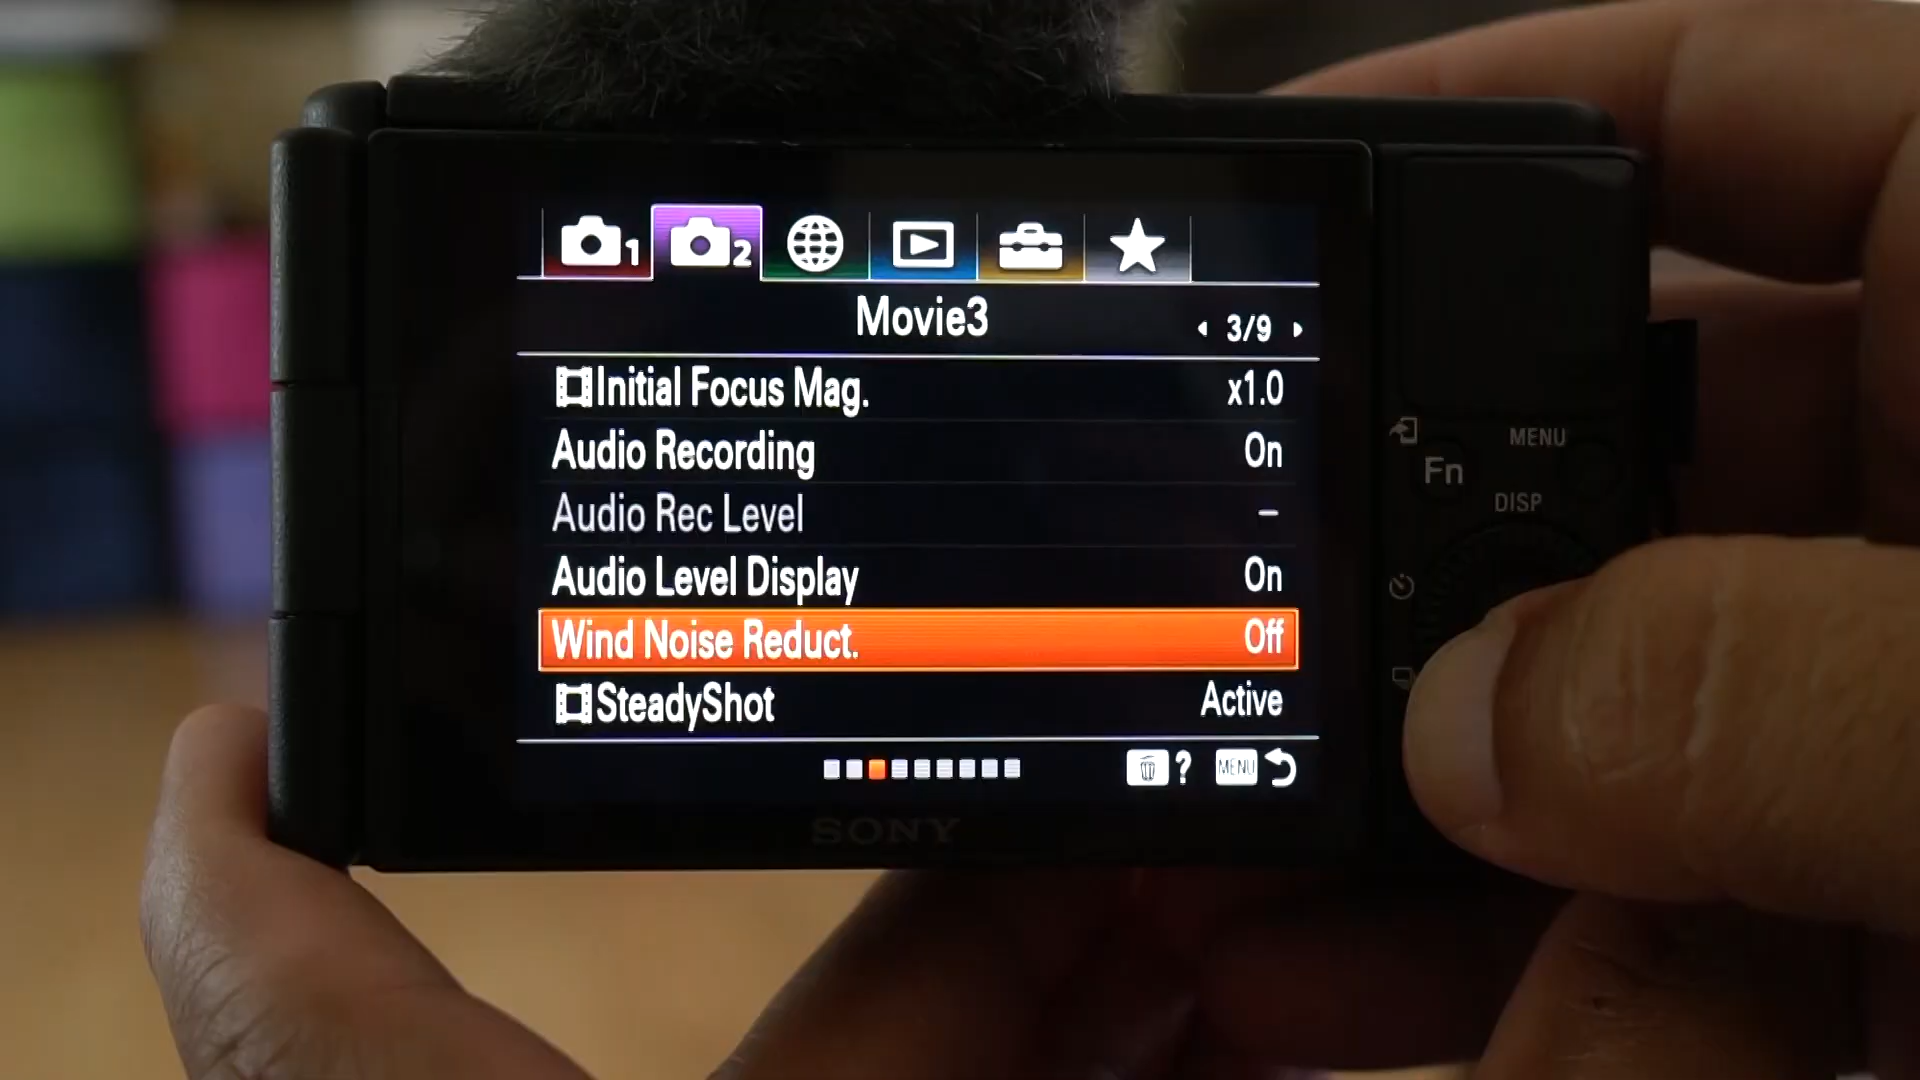 1 2
Movie3
3/9
Initial Focus Mag. x1.0
Audio Recording On
Audio Rec Level –
Audio Level Display On
Wind Noise Reduct. Off
SteadyShot Active
? MENU
SONY
MENU
Fn
DISP